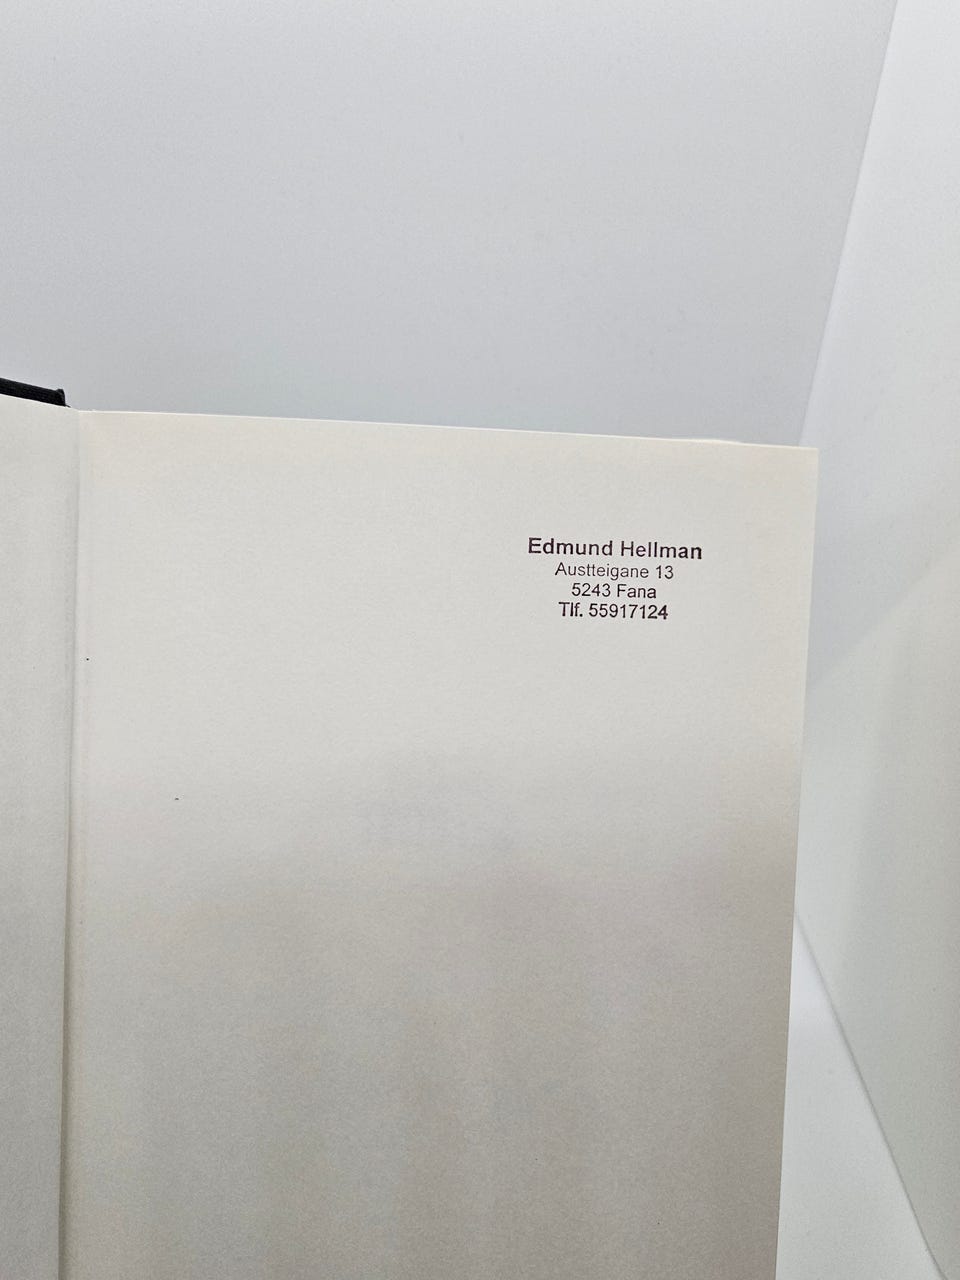 Edmund Hellman
Austteigane 13
5243 Fana
Tlf. 55917124